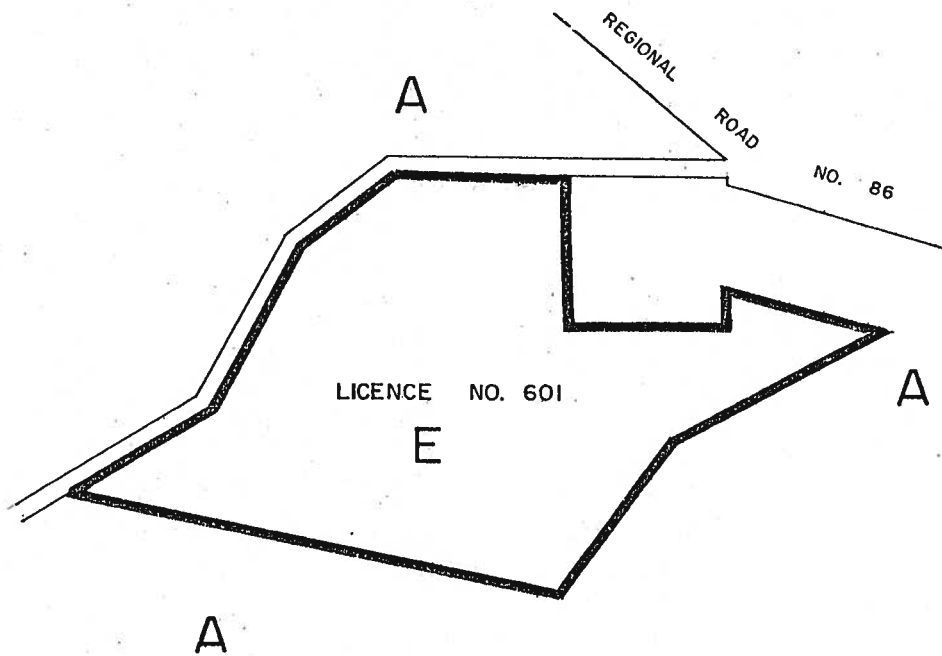 REGIONAL
ROAD
NO. 86
A
LICENCE NO. 601
E
A
A